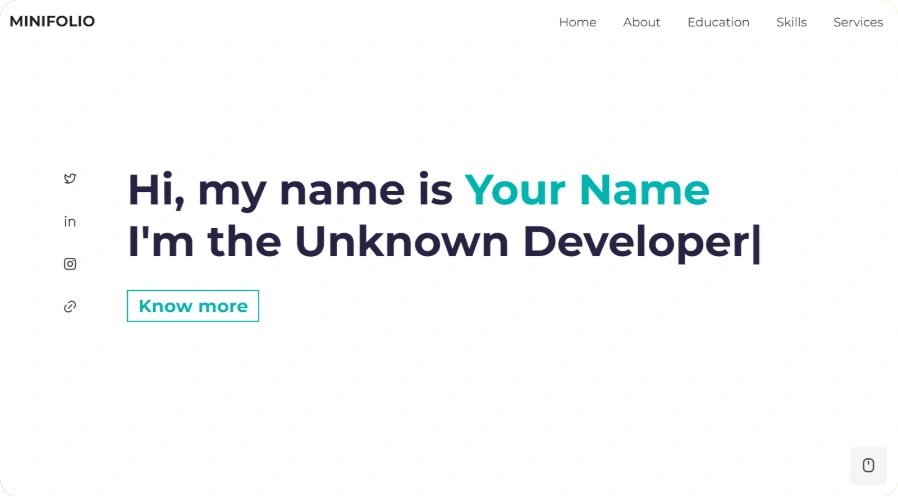 MINIFOLIO
Home About Education Skills Services
Hi, my name is Your Name
I'm the Unknown Developer|
in
Know more